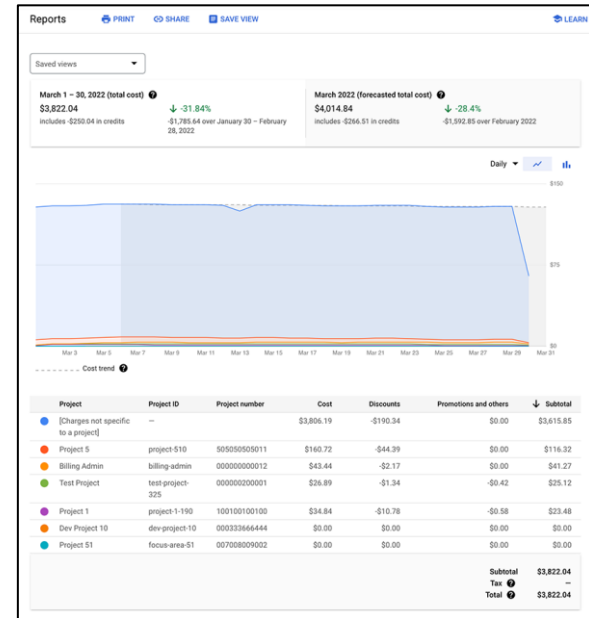 Reports PRINT SHARE SAVE VIEW LEARN
Saved views
March 1 – 30, 2022 (total cost) March 2022 (forecasted total cost)
$3,822.04 -31.84% $4,014.84 -28.4%
includes -$250.04 in credits -$1,785.64 over January 30 – February 28, 2022 includes -$266.51 in credits -$1,592.85 over February 2022
Daily
$150
$75
$0
Mar 3 Mar 5 Mar 7 Mar 9 Mar 11 Mar 13 Mar 15 Mar 17 Mar 19 Mar 21 Mar 23 Mar 25 Mar 27 Mar 29 Mar 31
Cost trend
Project Project ID Project number Cost Discounts Promotions and others Subtotal
[Charges not specific — $3,806.19 -$190.34 $0.00 $3,615.85
to a project]
Project 5 project-510 505050505011 $160.72 -$44.39 $0.00 $116.32
Billing Admin billing-admin 000000000012 $43.44 -$2.17 $0.00 $41.27
Test Project test-project- 000000200001 $26.89 -$1.34 -$0.42 $25.12
325
Project 1 project-1-190 100100100100 $34.84 -$10.78 -$0.58 $23.48
Dev Project 10 dev-project-10 000333666444 $0.00 $0.00 $0.00 $0.00
Project 51 focus-area-51 007008009002 $0.00 $0.00 $0.00 $0.00
Subtotal $3,822.04
Tax —
Total $3,822.04